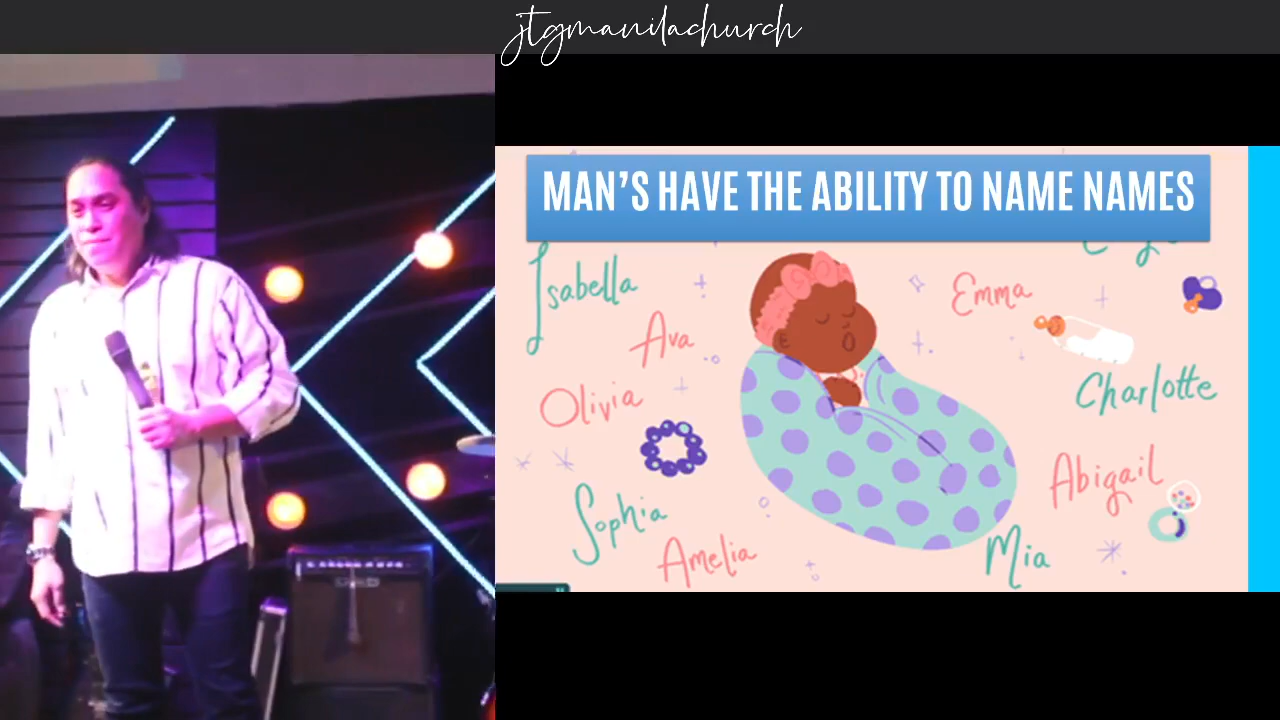 jtgmanilachurch
MAN'S HAVE THE ABILITY TO NAME NAMES
Isabella
Emma
Ava
Charlotte
Olivia
Abigail
Sophia
Amelia
Mia